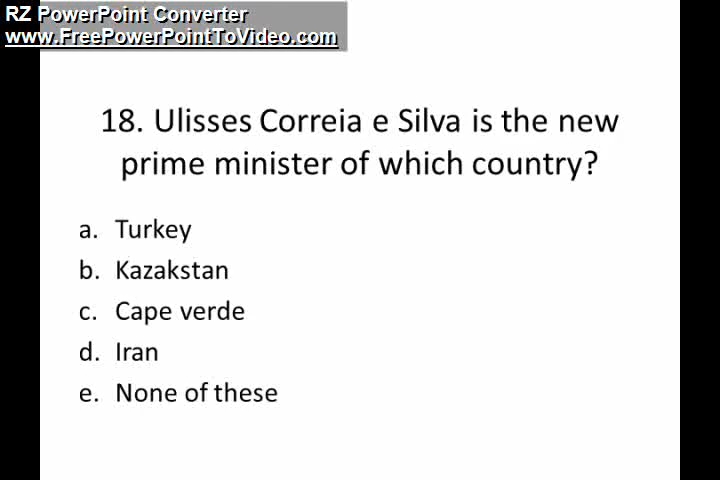 RZ PowerPoint Converter
www.FreePowerPointToVideo.com
18. Ulisses Correia e Silva is the new
prime minister of which country?
a. Turkey
b. Kazakstan
c. Cape verde
d. Iran
e. None of these